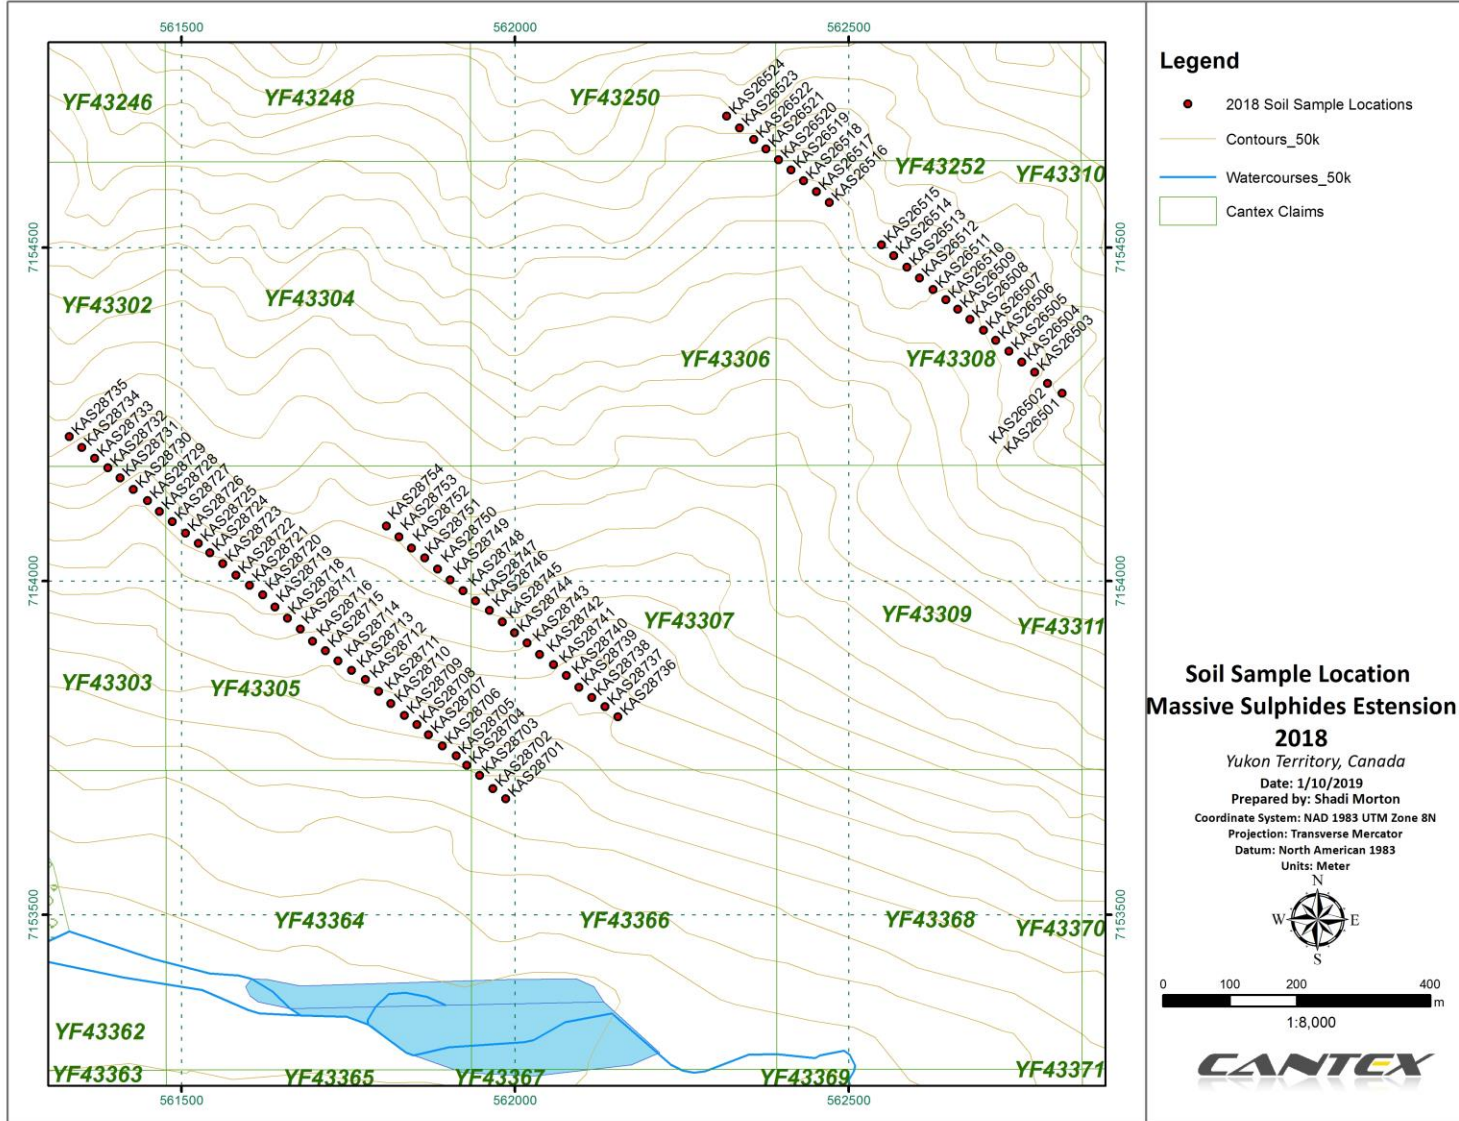 561500
562000
562500
7154500
7154000
7153500
7154500
7154000
7153500
561500
562000
562500
YF43246
YF43248
YF43250
YF43252
YF43310
YF43302
YF43304
YF43306
YF43308
YF43303
YF43305
YF43307
YF43309
YF43311
YF43364
YF43366
YF43368
YF43370
YF43362
YF43363
YF43365
YF43367
YF43369
YF43371
KAS26524
KAS26523
KAS26522
KAS26521
KAS26520
KAS26519
KAS26518
KAS26517
KAS26516
KAS26515
KAS26514
KAS26513
KAS26512
KAS26511
KAS26510
KAS26509
KAS26508
KAS26507
KAS26506
KAS26505
KAS26504
KAS26503
KAS26502
KAS26501
KAS28735
KAS28734
KAS28733
KAS28732
KAS28731
KAS28730
KAS28729
KAS28728
KAS28727
KAS28726
KAS28725
KAS28724
KAS28723
KAS28722
KAS28721
KAS28720
KAS28719
KAS28718
KAS28717
KAS28716
KAS28715
KAS28714
KAS28713
KAS28712
KAS28711
KAS28710
KAS28709
KAS28708
KAS28707
KAS28706
KAS28705
KAS28704
KAS28703
KAS28702
KAS28701
KAS28754
KAS28753
KAS28752
KAS28751
KAS28750
KAS28749
KAS28748
KAS28747
KAS28746
KAS28745
KAS28744
KAS28743
KAS28742
KAS28741
KAS28740
KAS28739
KAS28738
KAS28737
KAS28736
Legend
2018 Soil Sample Locations
Contours_50k
Watercourses_50k
Cantex Claims
Soil Sample Location
Massive Sulphides Estension
2018
Yukon Territory, Canada
Date: 1/10/2019
Prepared by: Shadi Morton
Coordinate System: NAD 1983 UTM Zone 8N
Projection: Transverse Mercator
Datum: North American 1983
Units: Meter
N
W E
S
0 100 200 400
m
1:8,000
CANTEX